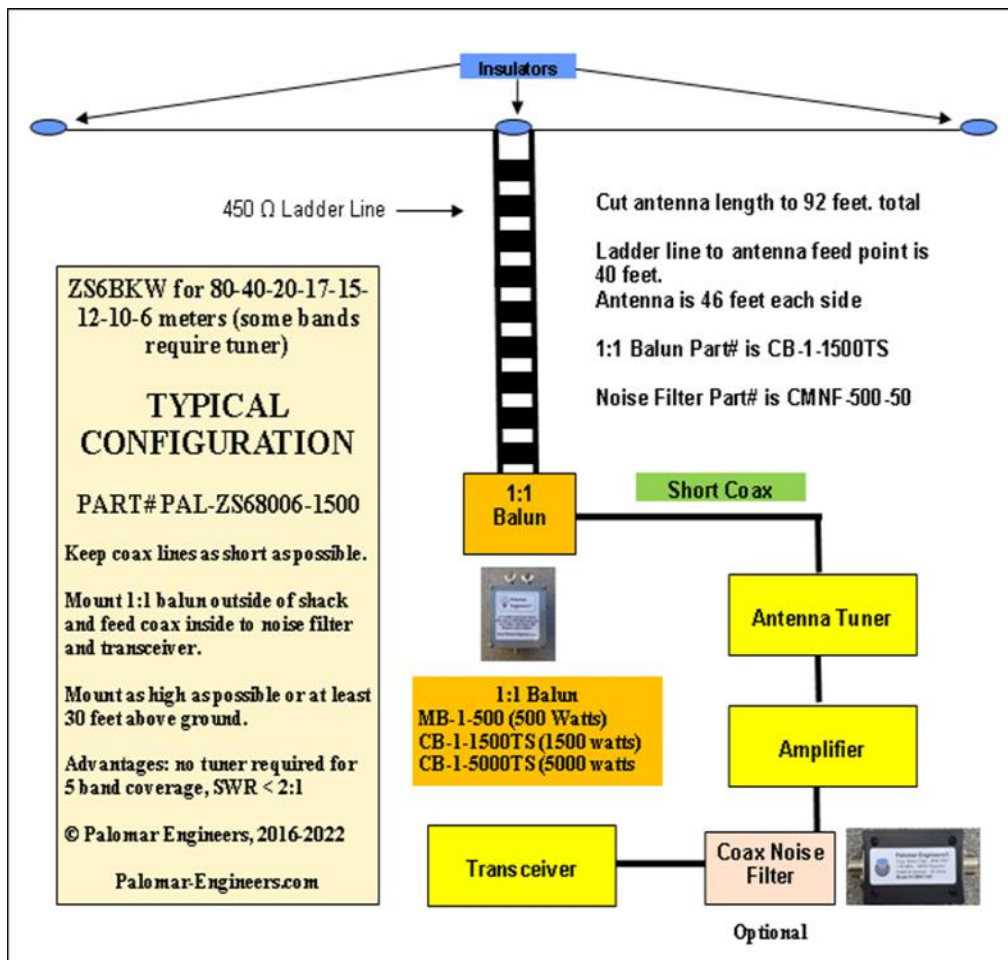 Insulators
450 Ω Ladder Line
Cut antenna length to 92 feet. total
Ladder line to antenna feed point is
40 feet.
Antenna is 46 feet each side
1:1 Balun Part# is CB-1-1500TS
Noise Filter Part# is CMNF-500-50
ZS6BKW for 80-40-20-17-15-
12-10-6 meters (some bands
require tuner)
TYPICAL
CONFIGURATION
PART# PAL-ZS68006-1500
Keep coax lines as short as possible.
Mount 1:1 balun outside of shack
and feed coax inside to noise filter
and transceiver.
Mount as high as possible or at least
30 feet above ground.
Advantages: no tuner required for
5 band coverage, SWR < 2:1
© Palomar Engineers, 2016-2022
Palomar-Engineers.com
1:1
Balun
Short Coax
Antenna Tuner
1:1 Balun
MB-1-500 (500 Watts)
CB-1-1500TS (1500 watts)
CB-1-5000TS (5000 watts
Amplifier
Transceiver
Coax Noise
Filter
Palomar Engineers
Optional